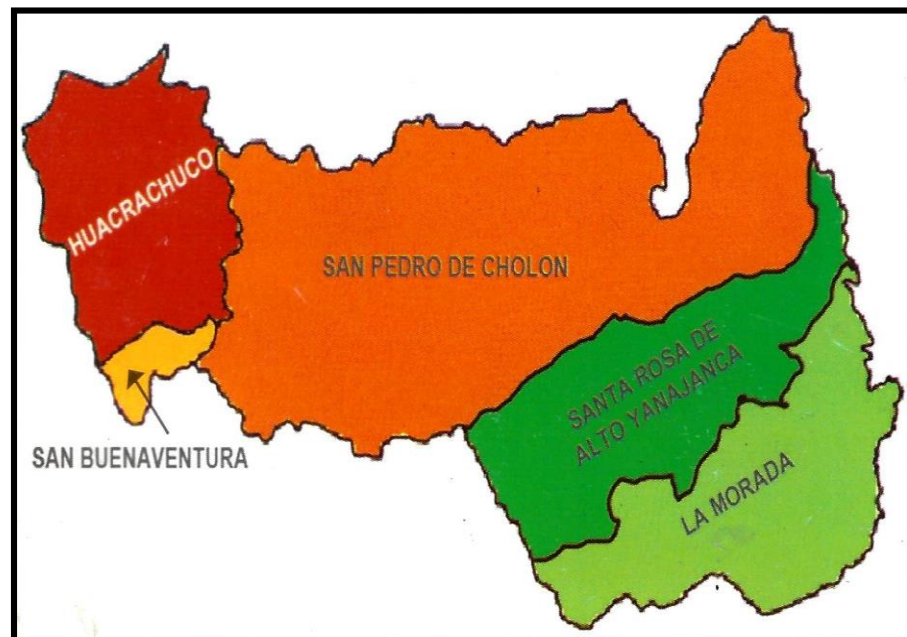 HUACRACHUCO
SAN PEDRO DE CHOLON
SANTA ROSA DE
ALTO YANAJANCA
SAN BUENAVENTURA
LA MORADA